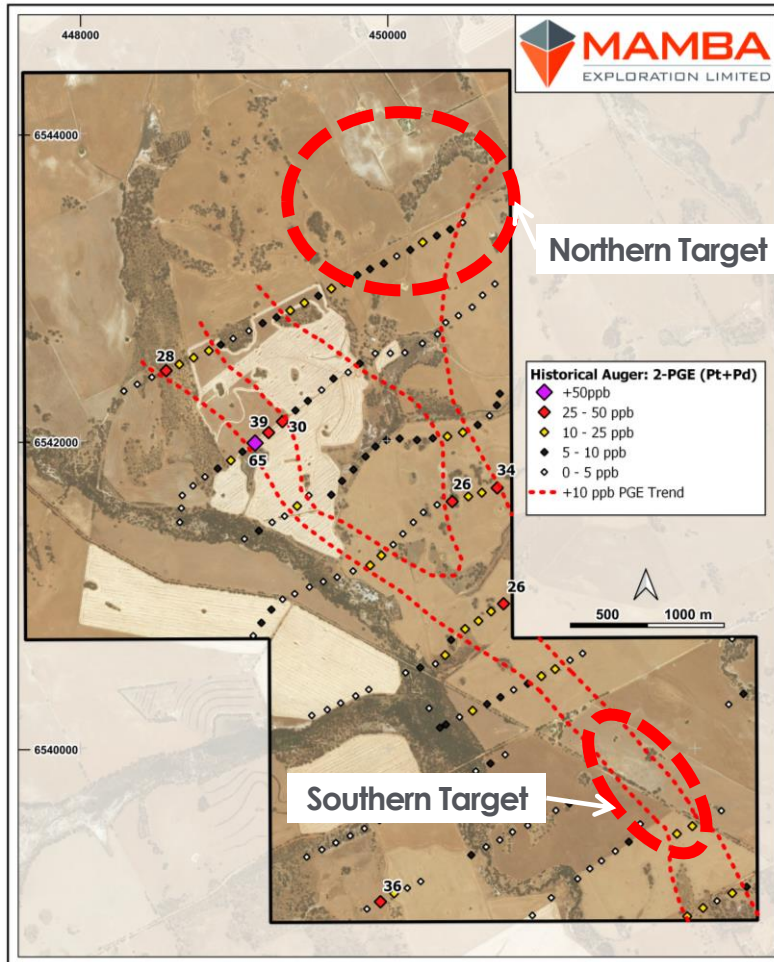 448000
450000
MAMBA
EXPLORATION LIMITED
6544000
Northern Target
28
Historical Auger: 2-PGE (Pt+Pd)
+50ppb
25 - 50 ppb
10 - 25 ppb
5 - 10 ppb
0 - 5 ppb
+10 ppb PGE Trend
39
30
6542000
65
34
26
26
500
1000 m
6540000
Southern Target
36